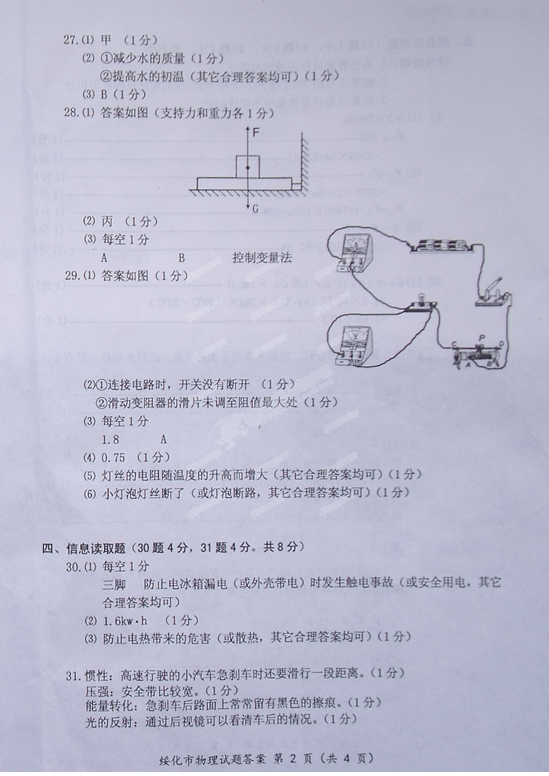 27.⑴ 甲 （1分）
⑵ ①减少水的质量（1分）
②提高水的初温（其它合理答案均可）（1分）
⑶ B（1分）
28.⑴ 答案如图（支持力和重力各1分）
F
G
⑵ 丙 （1分）
⑶ 每空1分
A B 控制变量法
29.⑴答案如图（1分）
P
⑵①连接电路时，开关没有断开 （1分）
②滑动变阻器的滑片未调至阻值最大处（1分）
⑶ 每空1分
1.8 A
⑷ 0.75 （1分）
⑸ 灯丝的电阻随温度的升高而增大（其它合理答案均可）（1分）
⑹ 小灯泡灯丝断了（或灯泡断路，其它合理答案均可）（1分）
四、信息读取题（30题4分，31题4分。共8分）
30.⑴ 每空1分
三脚 防止电冰箱漏电（或外壳带电）时发生触电事故（或安全用电，其它
合理答案均可）
⑵ 1.6kw·h （1分）
⑶ 防止电热带来的危害（或散热，其它合理答案均可）（1分）
31.惯性：高速行驶的小汽车急刹车时还要滑行一段距离。（1分）
压强：安全带比较宽。（1分）
能量转化：急刹车后路面上常常留有黑色的擦痕。（1分）
光的反射：通过后视镜可以看清车后的情况。（1分）
绥化市物理试题答案 第 2 页（共 4 页）